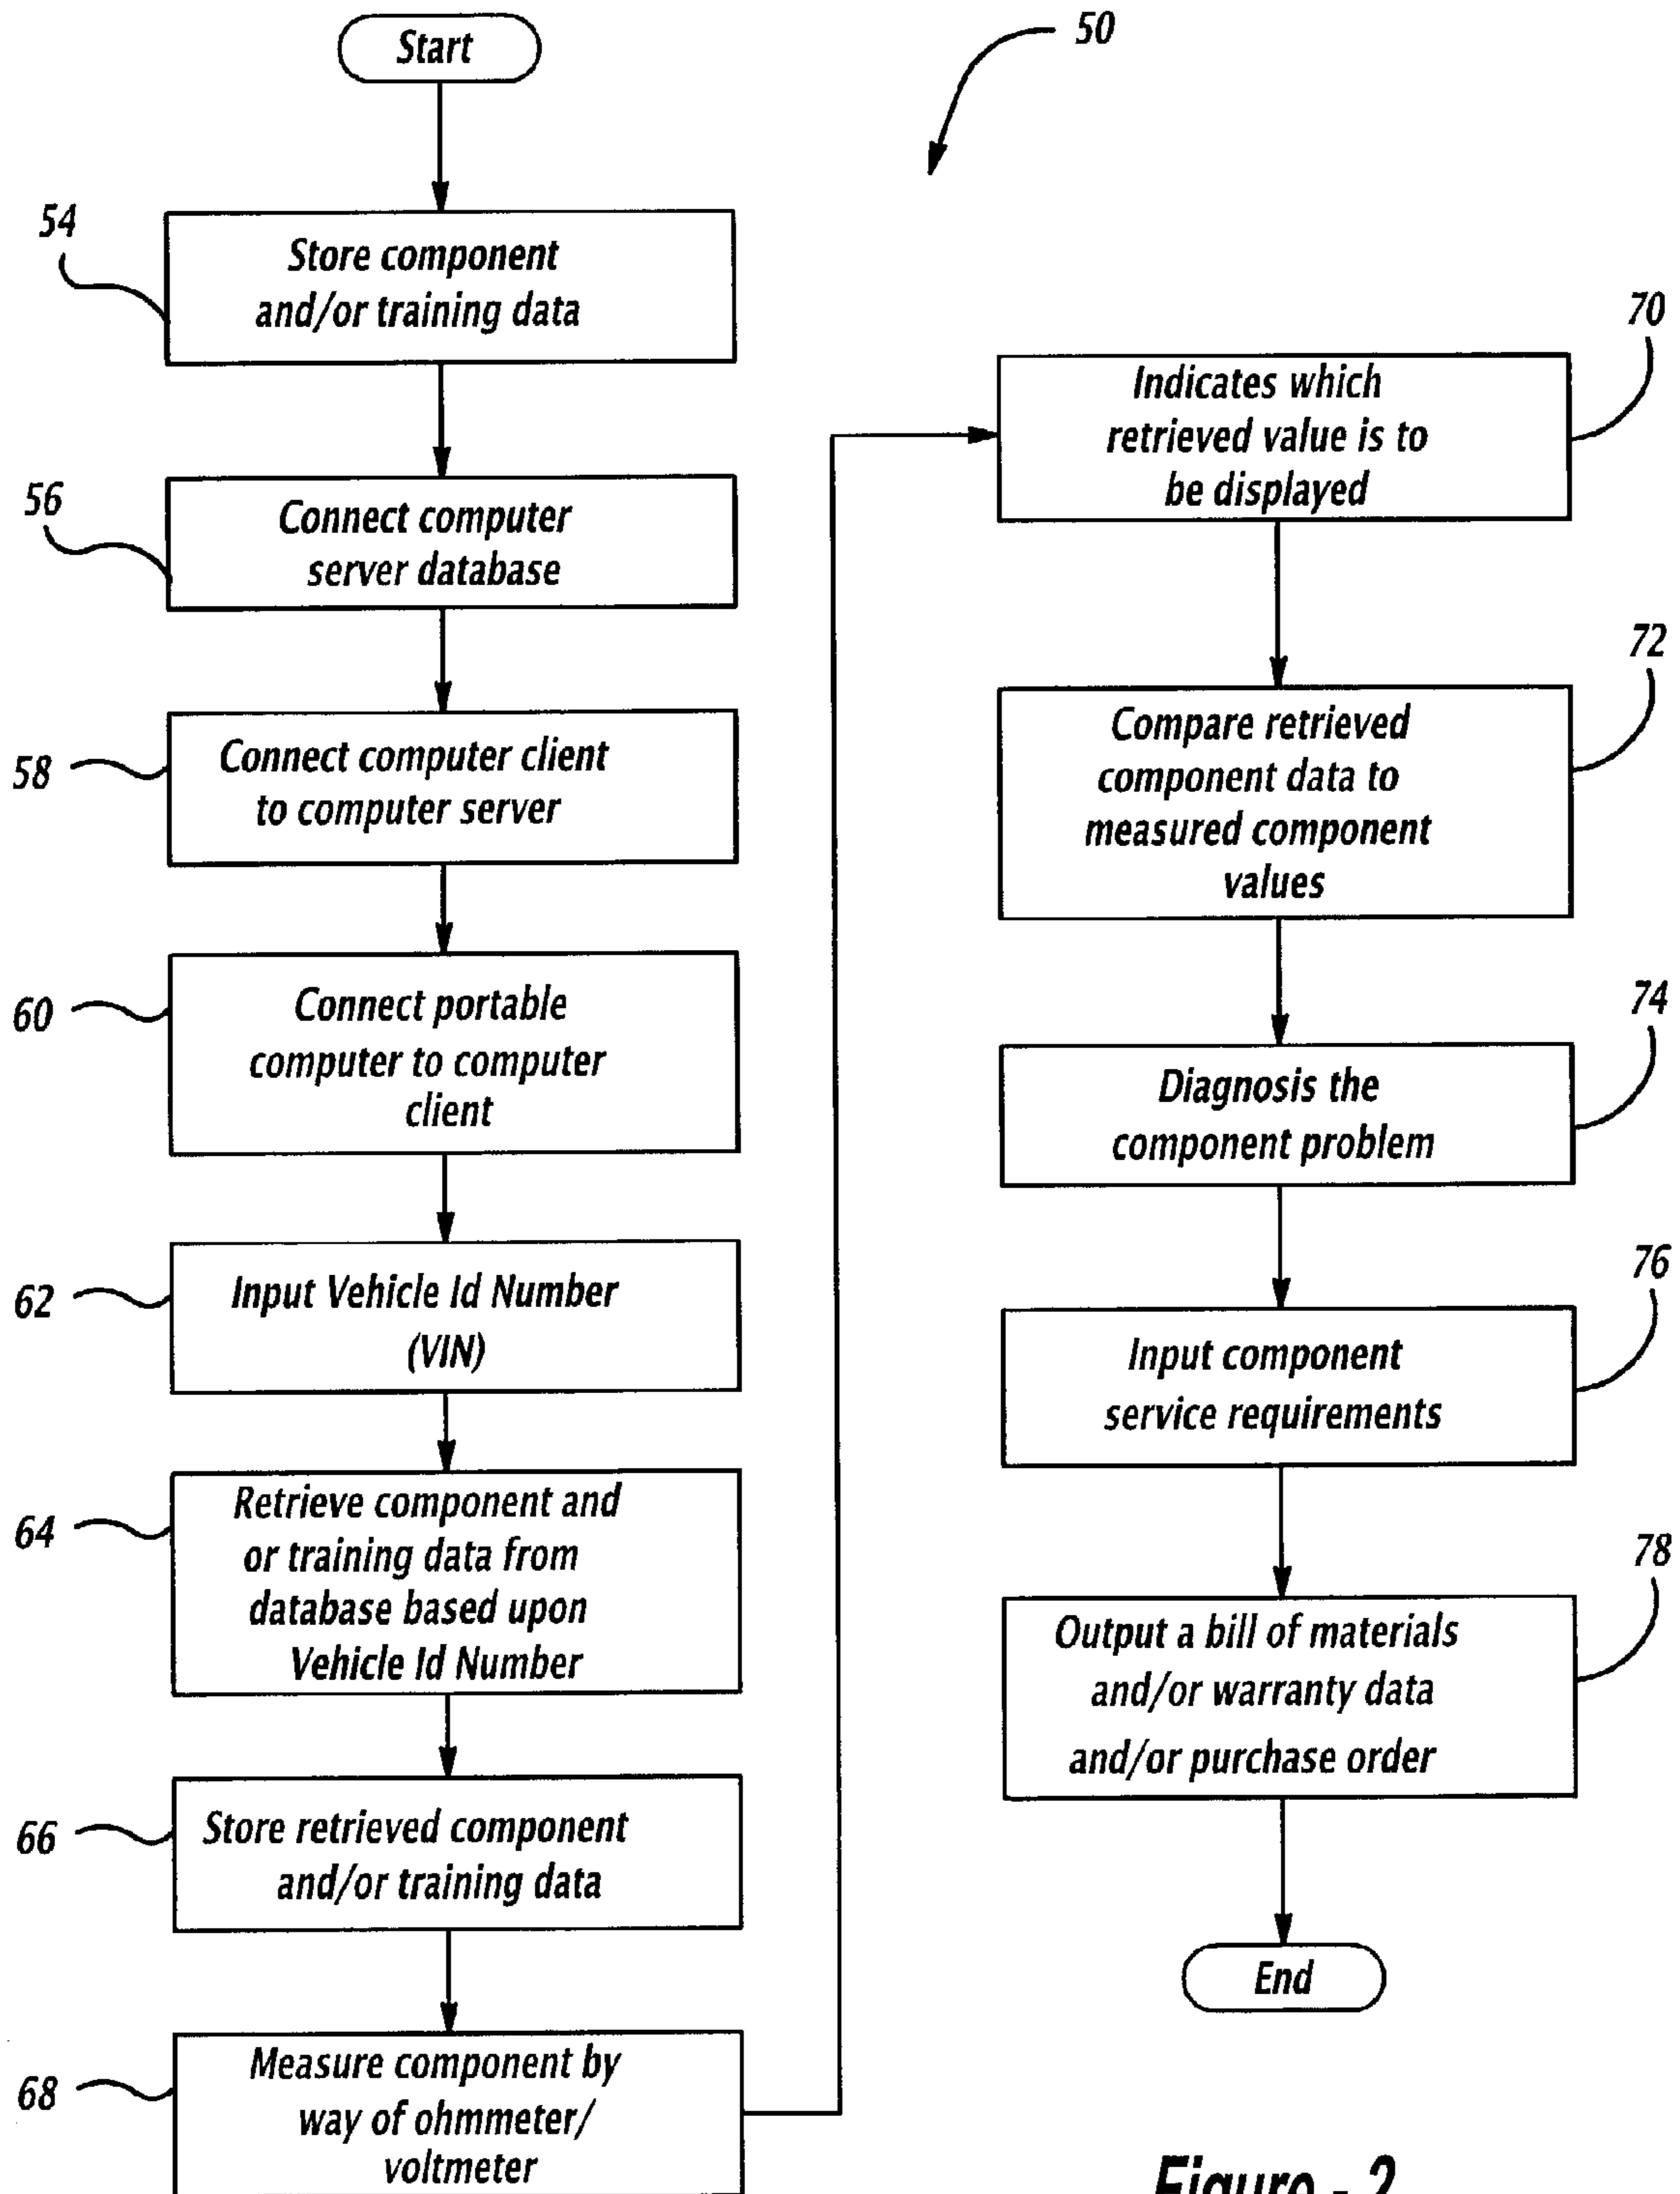 Start
50
54
Store component
and/or training data
56
Connect computer
server database
58
Connect computer client
to computer server
60
Connect portable
computer to computer
client
62
Input Vehicle Id Number
(VIN)
64
Retrieve component and
or training data from
database based upon
Vehicle Id Number
66
Store retrieved component
and/or training data
68
Measure component by
way of ohmmeter/
voltmeter
70
Indicates which
retrieved value is to
be displayed
72
Compare retrieved
component data to
measured component
values
74
Diagnosis the
component problem
76
Input component
service requirements
78
Output a bill of materials
and/or warranty data
and/or purchase order
End
Figure - 2